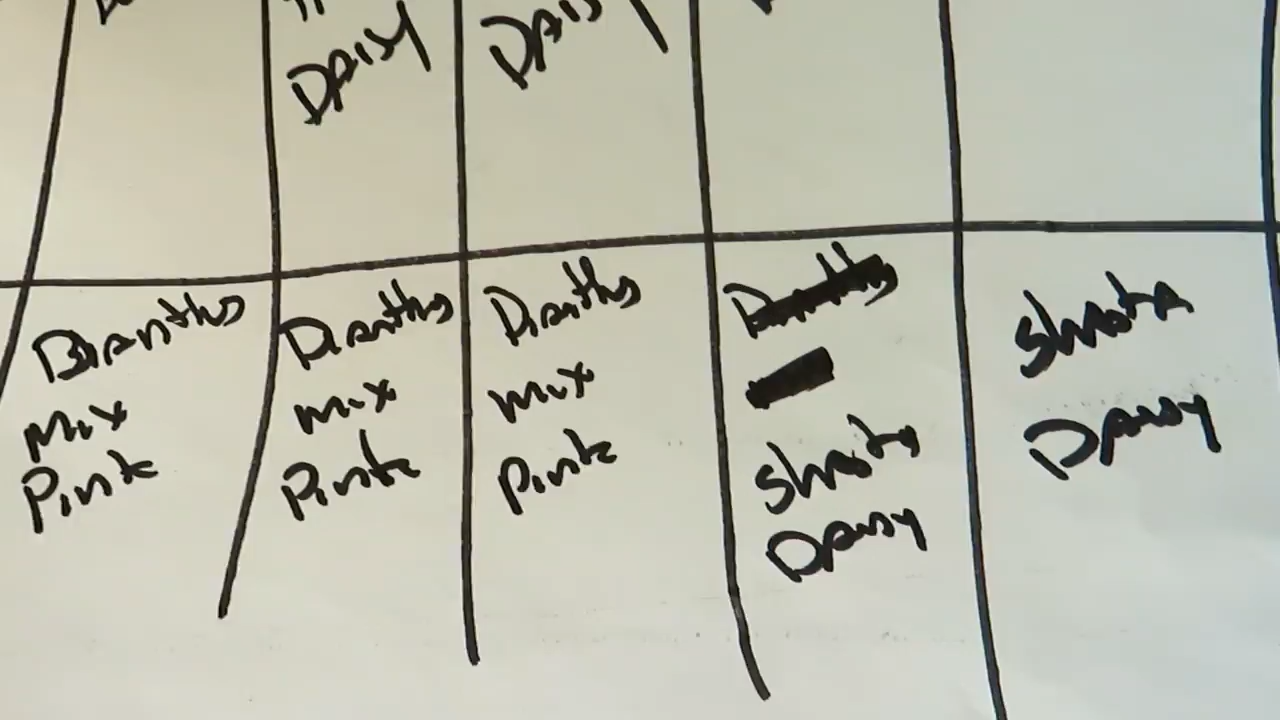 DAISY
DAISY
Dianthus
Mix
Pink
Dianthus
Mix
Pink
Dianthus
Mix
Pink
Shasta
Daisy
Shasta
Daisy